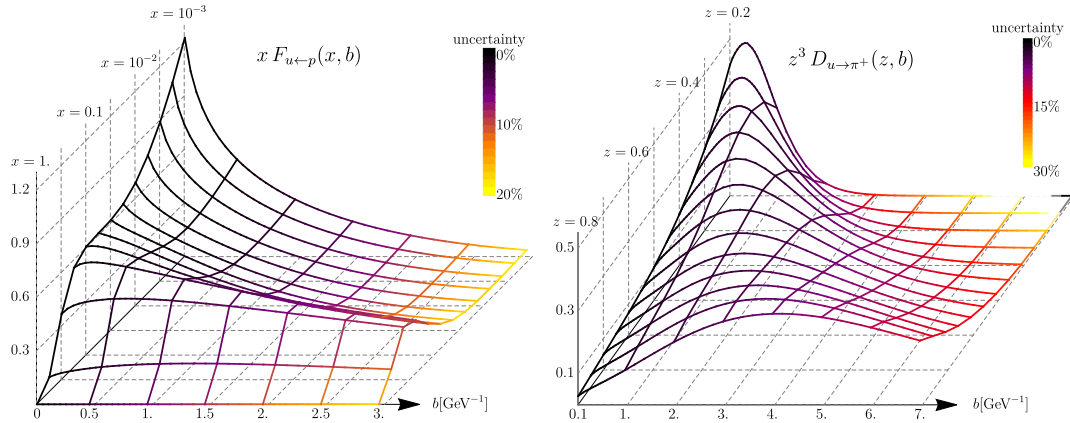 x = 10⁻³
x = 10⁻²
x = 0.1
x = 1.
x F_{u←p}(x, b)
uncertainty
0%
10%
20%
1.2
0.9
0.6
0.3
0 0.5 1. 1.5 2. 2.5 3. b[GeV⁻¹]
z = 0.2
z = 0.4
z = 0.6
z = 0.8
z³ D_{u→π⁺}(z, b)
uncertainty
0%
15%
30%
0.5
0.3
0.1
0.1 1. 2. 3. 4. 5. 6. 7. b[GeV⁻¹]